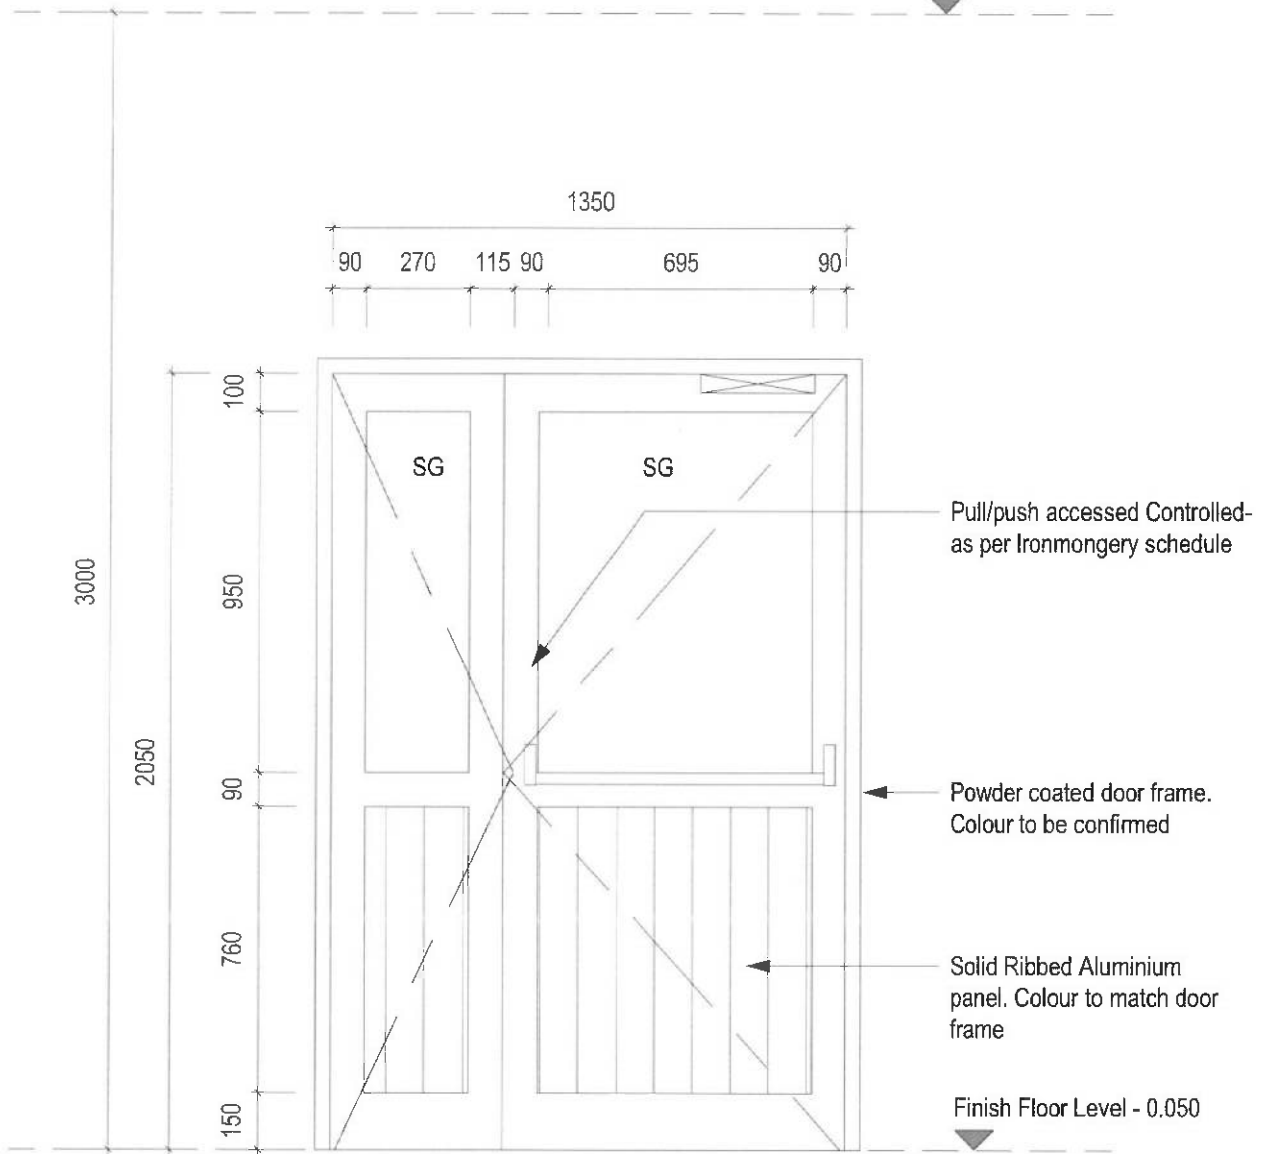 1350
90 270 115 90 695 90
100
SG SG
Pull/push accessed Controlled-
as per Ironmongery schedule
950
3000
2050
90
Powder coated door frame.
Colour to be confirmed
760
Solid Ribbed Aluminium
panel. Colour to match door
frame
150
Finish Floor Level - 0.050